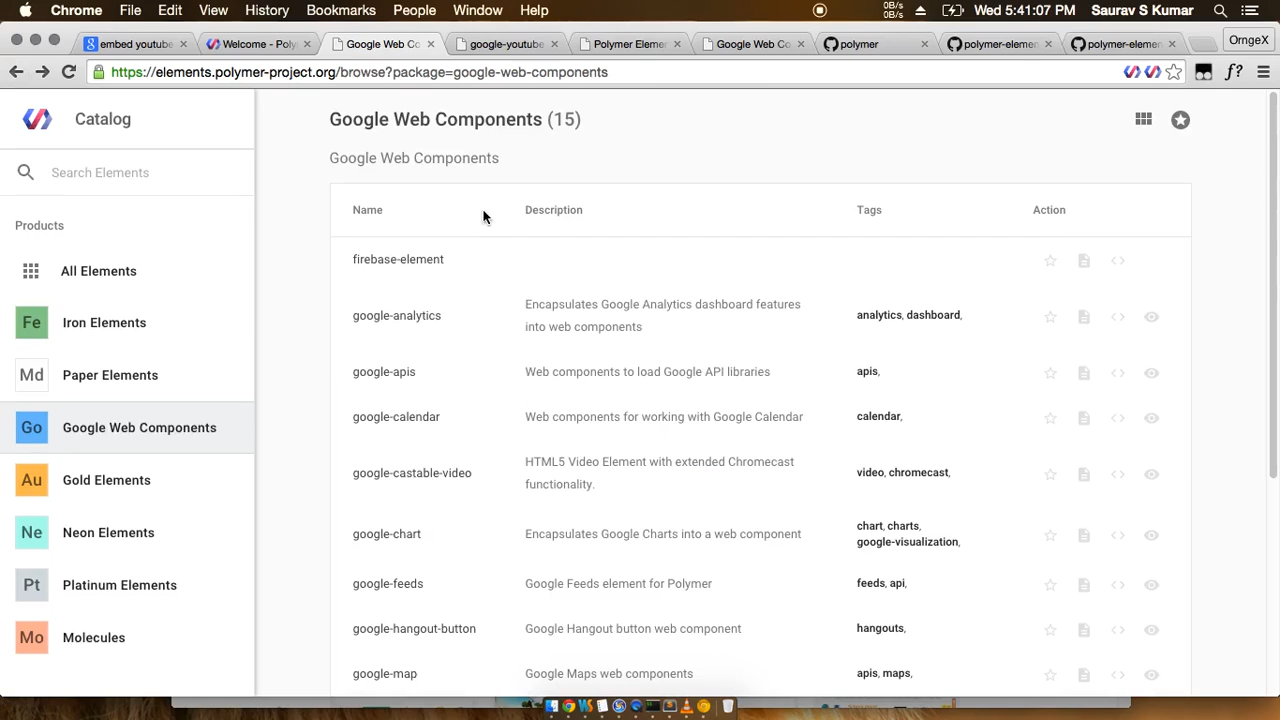 Chrome File Edit View History Bookmarks People Window Help 0B/s 0B/s Wed 5:41:07 PM Saurav S Kumar
embed youtube Welcome - Poly Google Web Co google-youtube Polymer Elemen Google Web Co polymer polymer-elemen polymer-elemen OrngeX
https://elements.polymer-project.org/browse?package=google-web-components f?
Catalog
Search Elements
Products
All Elements
Fe Iron Elements
Md Paper Elements
Go Google Web Components
Au Gold Elements
Ne Neon Elements
Pt Platinum Elements
Mo Molecules
Google Web Components (15)
Google Web Components
Name Description Tags Action
firebase-element
google-analytics Encapsulates Google Analytics dashboard features into web components analytics, dashboard,
google-apis Web components to load Google API libraries apis,
google-calendar Web components for working with Google Calendar calendar,
google-castable-video HTML5 Video Element with extended Chromecast functionality. video, chromecast,
google-chart Encapsulates Google Charts into a web component chart, charts, google-visualization,
google-feeds Google Feeds element for Polymer feeds, api,
google-hangout-button Google Hangout button web component hangouts,
google-map Google Maps web components apis, maps,